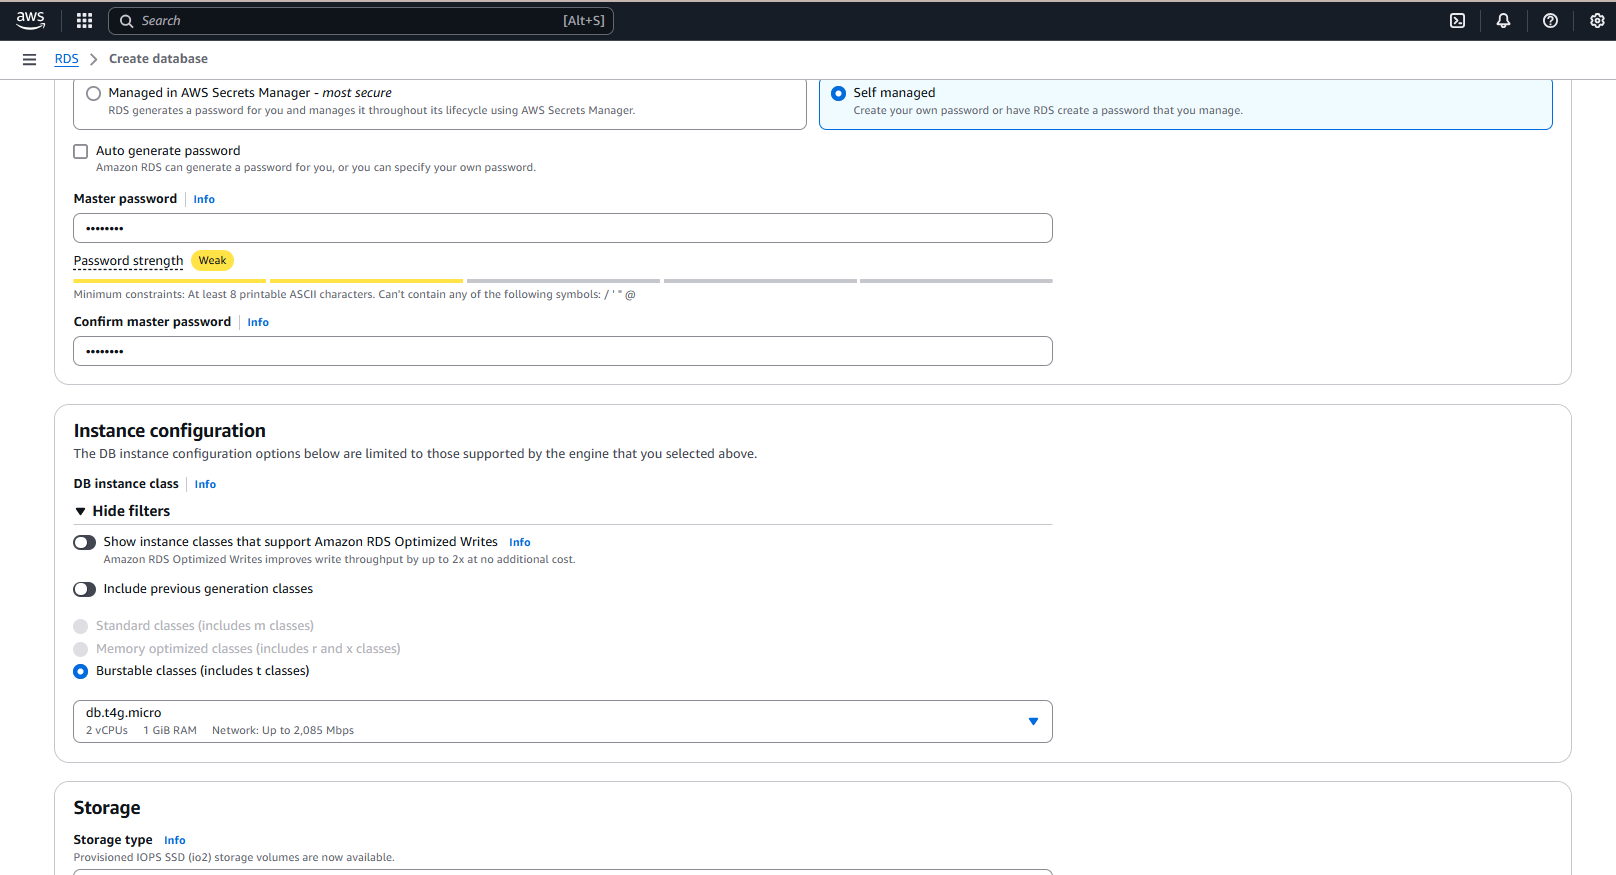 aws
Search [Alt+S]
RDS Create database
Managed in AWS Secrets Manager - most secure
RDS generates a password for you and manages it throughout its lifecycle using AWS Secrets Manager.
Self managed
Create your own password or have RDS create a password that you manage.
Auto generate password
Amazon RDS can generate a password for you, or you can specify your own password.
Master password Info
••••••••
Password strength Weak
Minimum constraints: At least 8 printable ASCII characters. Can't contain any of the following symbols: / ' " @
Confirm master password Info
••••••••
Instance configuration
The DB instance configuration options below are limited to those supported by the engine that you selected above.
DB instance class Info
Hide filters
Show instance classes that support Amazon RDS Optimized Writes Info
Amazon RDS Optimized Writes improves write throughput by up to 2x at no additional cost.
Include previous generation classes
Standard classes (includes m classes)
Memory optimized classes (includes r and x classes)
Burstable classes (includes t classes)
db.t4g.micro
2 vCPUs 1 GiB RAM Network: Up to 2,085 Mbps
Storage
Storage type Info
Provisioned IOPS SSD (io2) storage volumes are now available.